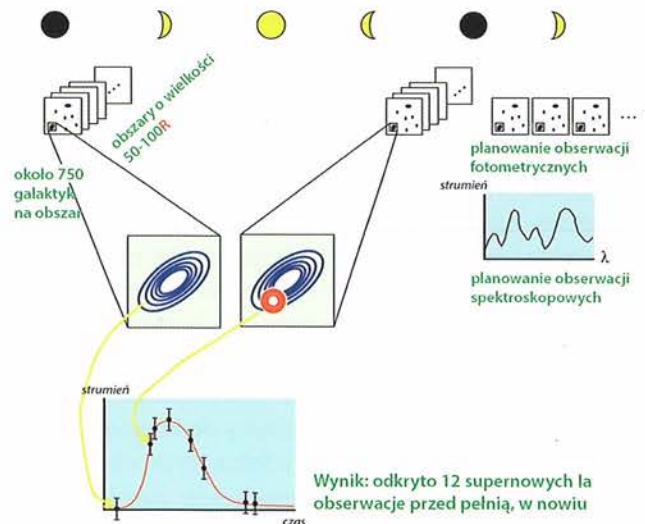 obszary o wielkości
50-100R
około 750
galaktyk
na obszar
...
planowanie obserwacji
fotometrycznych
strumień
λ
planowanie obserwacji
spektroskopowych
strumień
czas
Wynik: odkryto 12 supernowych Ia
obserwacje przed pełnią, w nowiu